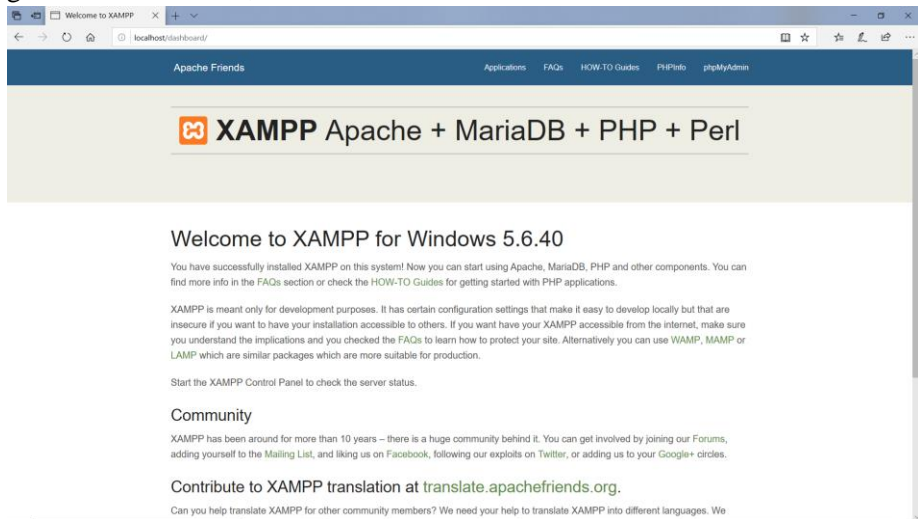 Welcome to XAMPP
localhost/dashboard/
Apache Friends
Applications FAQs HOW-TO Guides PHPInfo phpMyAdmin
XAMPP Apache + MariaDB + PHP + Perl
Welcome to XAMPP for Windows 5.6.40
You have successfully installed XAMPP on this system! Now you can start using Apache, MariaDB, PHP and other components. You can
find more info in the FAQs section or check the HOW-TO Guides for getting started with PHP applications.
XAMPP is meant only for development purposes. It has certain configuration settings that make it easy to develop locally but that are
insecure if you want to have your installation accessible to others. If you want have your XAMPP accessible from the internet, make sure
you understand the implications and you checked the FAQs to learn how to protect your site. Alternatively you can use WAMP, MAMP or
LAMP which are similar packages which are more suitable for production.
Start the XAMPP Control Panel to check the server status.
Community
XAMPP has been around for more than 10 years – there is a huge community behind it. You can get involved by joining our Forums,
adding yourself to the Mailing List, and liking us on Facebook, following our exploits on Twitter, or adding us to your Google+ circles.
Contribute to XAMPP translation at translate.apachefriends.org.
Can you help translate XAMPP for other community members? We need your help to translate XAMPP into different languages. We